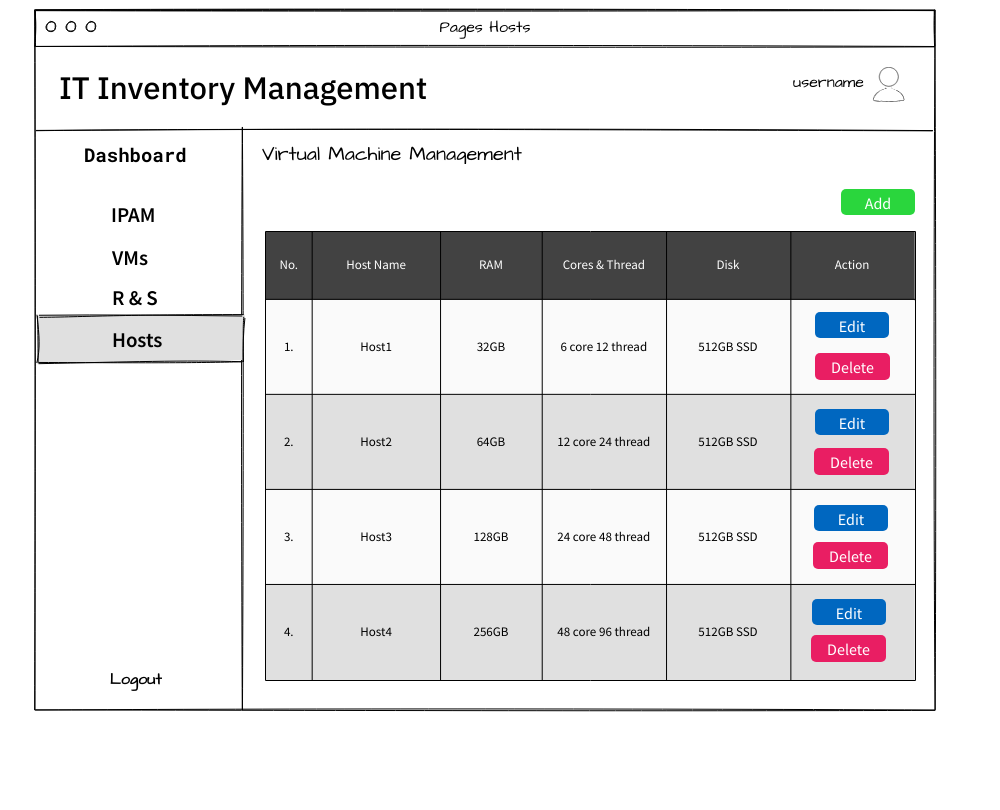 Pages Hosts
IT Inventory Management
username
Dashboard
IPAM
VMs
R & S
Hosts
Logout
Virtual Machine Management
Add
No. Host Name RAM Cores & Thread Disk Action
1. Host1 32GB 6 core 12 thread 512GB SSD Edit Delete
2. Host2 64GB 12 core 24 thread 512GB SSD Edit Delete
3. Host3 128GB 24 core 48 thread 512GB SSD Edit Delete
4. Host4 256GB 48 core 96 thread 512GB SSD Edit Delete